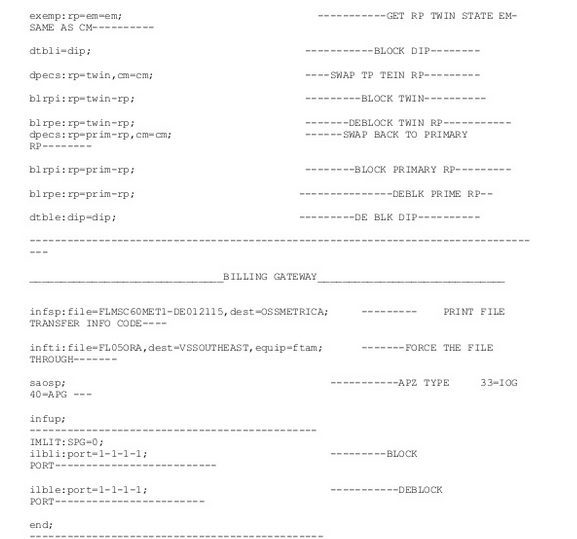 exemp:rp=em=em; -----------GET RP TWIN STATE EM-
SAME AS CM----------
dtbli=dip; -----------BLOCK DIP--------
dpecs:rp=twin,cm=cm; ----SWAP TP TEIN RP---------
blrpi:rp=twin-rp; ---------BLOCK TWIN----------
blrpe:rp=twin-rp; -------DEBLOCK TWIN RP-----------
dpecs:rp=prim-rp,cm=cm; ------SWAP BACK TO PRIMARY
RP--------
blrpi:rp=prim-rp; --------BLOCK PRIMARY RP---------
blrpe:rp=prim-rp; ---------------DEBLK PRIME RP--
dtble:dip=dip; ---------DE BLK DIP----------
--------------------------------------------------------------------------------
---
_______________________________BILLING GATEWAY______________________________
infsp:file=FLMSC60MET1-DE012115,dest=OSSMETRICA; --------- PRINT FILE
TRANSFER INFO CODE----
infti:file=FL05ORA,dest=VSSOUTHEAST,equip=ftam; -------FORCE THE FILE
THROUGH-------
saosp; -----------APZ TYPE 33=IOG
40=APG ---
infup;
----------------------------------------------
IMLIT:SPG=0;
ilbli:port=1-1-1-1; ---------BLOCK
PORT--------------------------
ilble:port=1-1-1-1; -----------DEBLOCK
PORT------------------------
end;
-----------------------------------------------